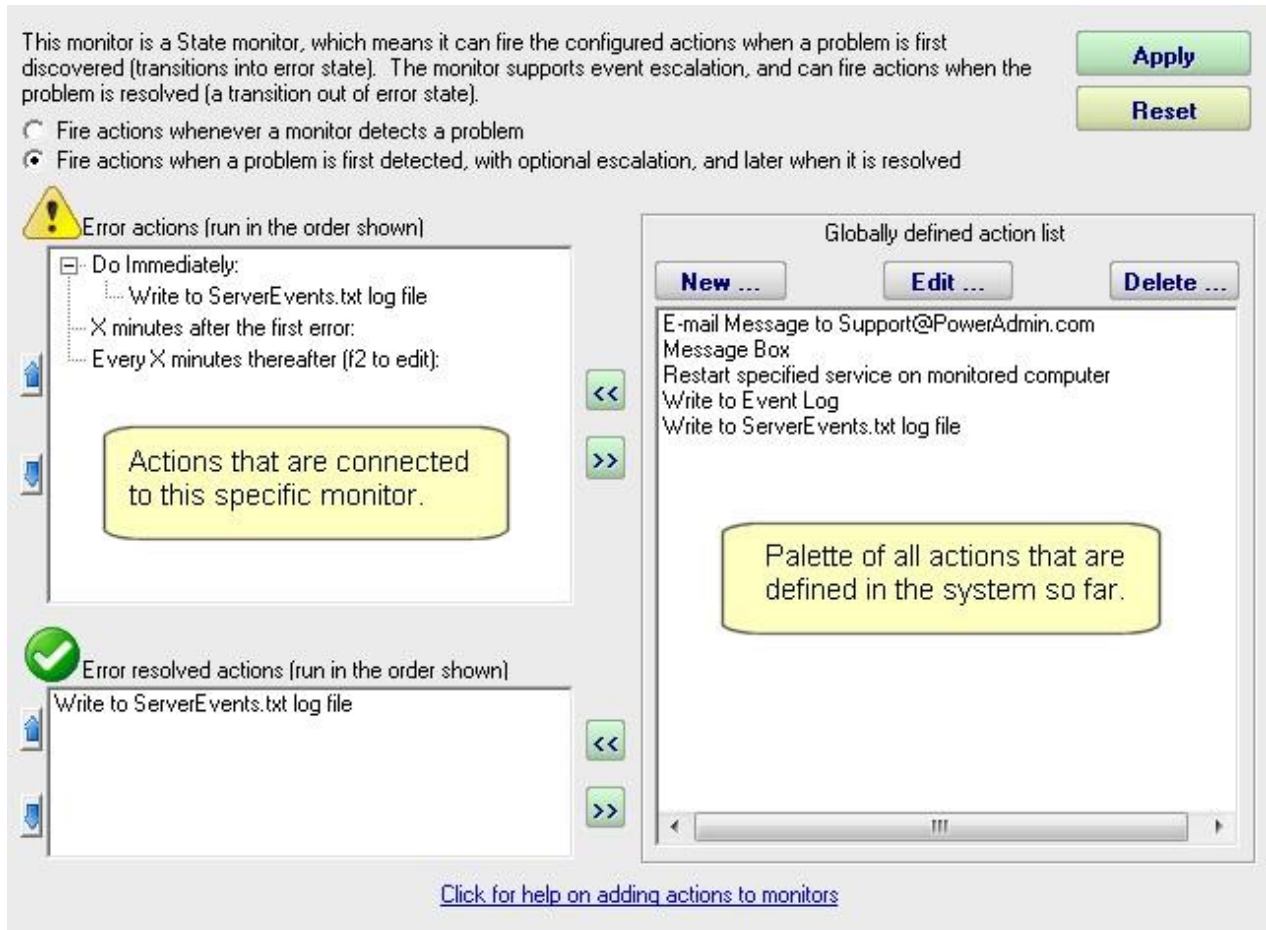 This monitor is a State monitor, which means it can fire the configured actions when a problem is first
discovered (transitions into error state).  The monitor supports event escalation, and can fire actions when the
problem is resolved (a transition out of error state).
Apply
Reset
Fire actions whenever a monitor detects a problem
Fire actions when a problem is first detected, with optional escalation, and later when it is resolved
Error actions (run in the order shown)
Do Immediately:
Write to ServerEvents.txt log file
X minutes after the first error:
Every X minutes thereafter (f2 to edit):
Actions that are connected
to this specific monitor.
<<
>>
Globally defined action list
New ...
Edit ...
Delete ...
E-mail Message to Support@PowerAdmin.com
Message Box
Restart specified service on monitored computer
Write to Event Log
Write to ServerEvents.txt log file
Palette of all actions that are
defined in the system so far.
Error resolved actions (run in the order shown)
Write to ServerEvents.txt log file
<<
>>
Click for help on adding actions to monitors